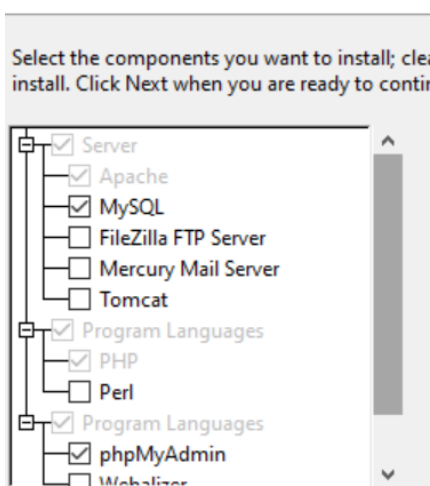 Select the components you want to install; clea
install. Click Next when you are ready to contin
Server
Apache
MySQL
FileZilla FTP Server
Mercury Mail Server
Tomcat
Program Languages
PHP
Perl
Program Languages
phpMyAdmin
Webalizer